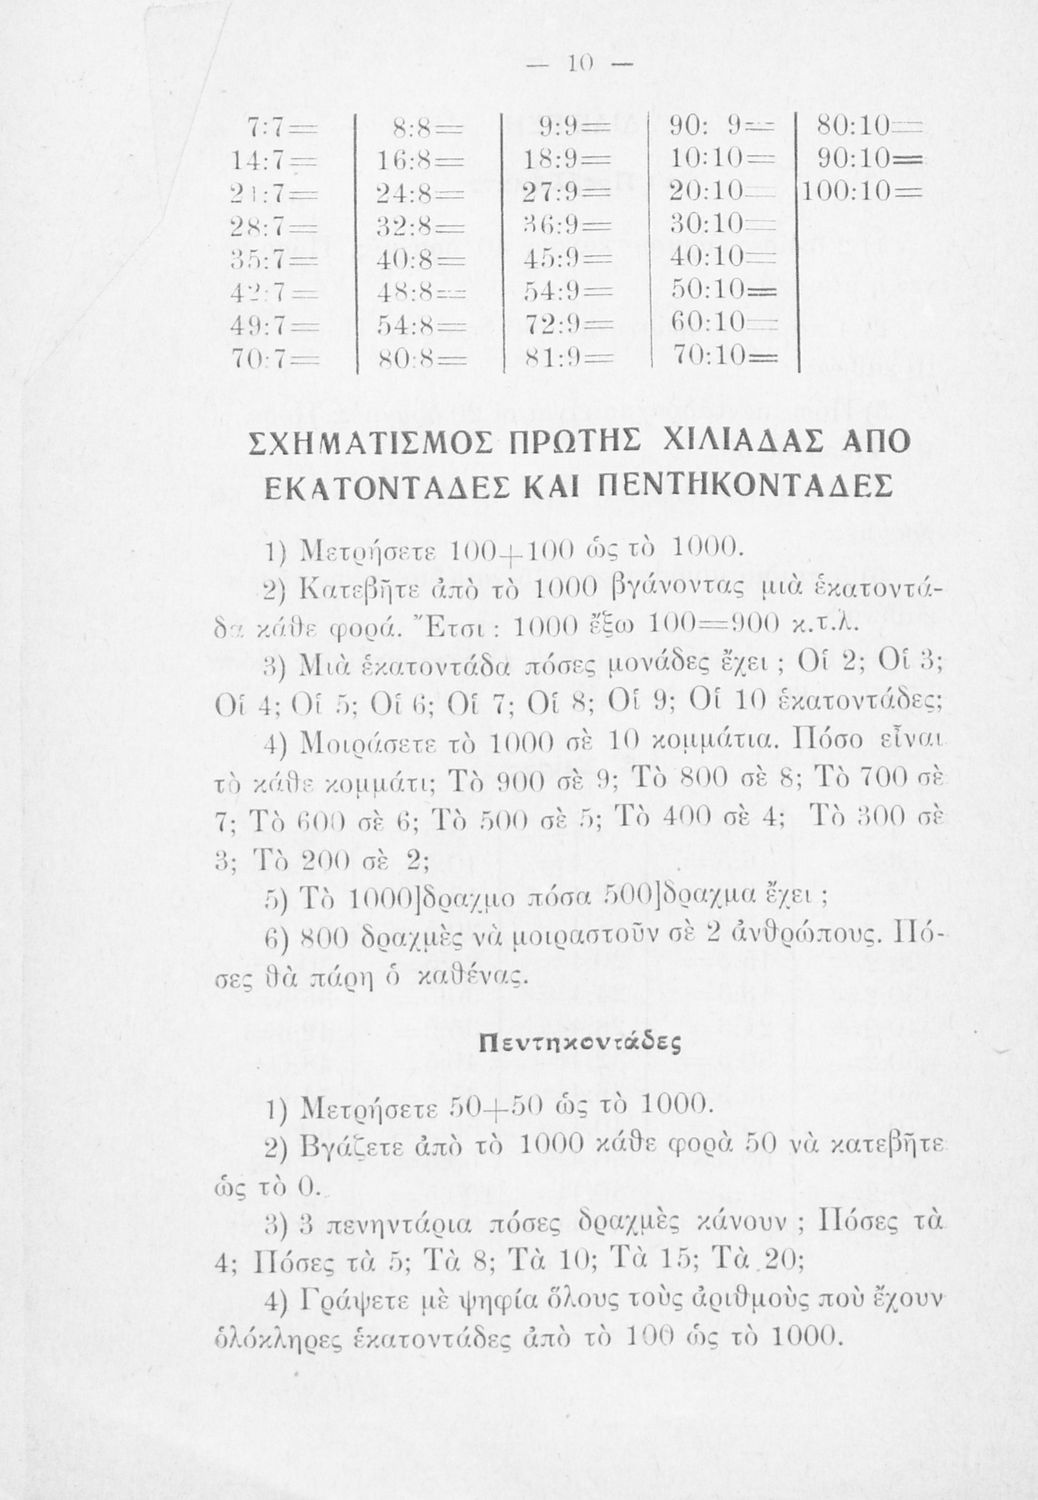 — 10 —
7:7= 8:8= 9:9= 90: 9= 80:10=
14:7= 16:8= 18:9= 10:10= 90:10=
21:7= 24:8= 27:9= 20:10= 100:10=
28:7= 32:8= 36:9= 30:10=
35:7= 40:8= 45:9= 40:10=
42:7= 48:8= 54:9= 50:10=
49:7= 54:8= 72:9= 60:10=
70:7= 80:8= 81:9= 70:10=
ΣΧΗΜΑΤΙΣΜΟΣ ΠΡΩΤΗΣ ΧΙΛΙΑΔΑΣ ΑΠΟ
ΕΚΑΤΟΝΤΑΔΕΣ ΚΑΙ ΠΕΝΤΗΚΟΝΤΑΔΕΣ
1) Μετρήσετε 100+100 ὡς τὸ 1000.
2) Κατεβῆτε ἀπὸ τὸ 1000 βγάνοντας μιὰ ἑκατοντά-
δα κάθε φορά. Ἔτσι : 1000 ἔξω 100=900 κ.τ.λ.
3) Μιὰ ἑκατοντάδα πόσες μονάδες ἔχει ; Οἱ 2; Οἱ 3;
Οἱ 4; Οἱ 5; Οἱ 6; Οἱ 7; Οἱ 8; Οἱ 9; Οἱ 10 ἑκατοντάδες;
4) Μοιράσετε τὸ 1000 σὲ 10 κομμάτια. Πόσο εἶναι
τὸ κάθε κομμάτι; Τὸ 900 σὲ 9; Τὸ 800 σὲ 8; Τὸ 700 σὲ
7; Τὸ 600 σὲ 6; Τὸ 500 σὲ 5; Τὸ 400 σὲ 4; Τὸ 300 σὲ
3; Τὸ 200 σὲ 2;
5) Τὸ 1000]δραχμο πόσα 500]δραχμα ἔχει ;
6) 800 δραχμὲς νὰ μοιραστοῦν σὲ 2 ἀνθρώπους. Πό-
σες θὰ πάρη ὁ καθένας.
Πεντηκοντάδες
1) Μετρήσετε 50+50 ὡς τὸ 1000.
2) Βγάζετε ἀπὸ τὸ 1000 κάθε φορὰ 50 νὰ κατεβῆτε
ὡς τὸ 0.
3) 3 πενηντάρια πόσες δραχμὲς κάνουν ; Πόσες τὰ
4; Πόσες τὰ 5; Τὰ 8; Τὰ 10; Τὰ 15; Τὰ 20;
4) Γράψετε μὲ ψηφία ὅλους τοὺς ἀριθμοὺς ποὺ ἔχουν
ὁλόκληρες ἑκατοντάδες ἀπὸ τὸ 100 ὡς τὸ 1000.